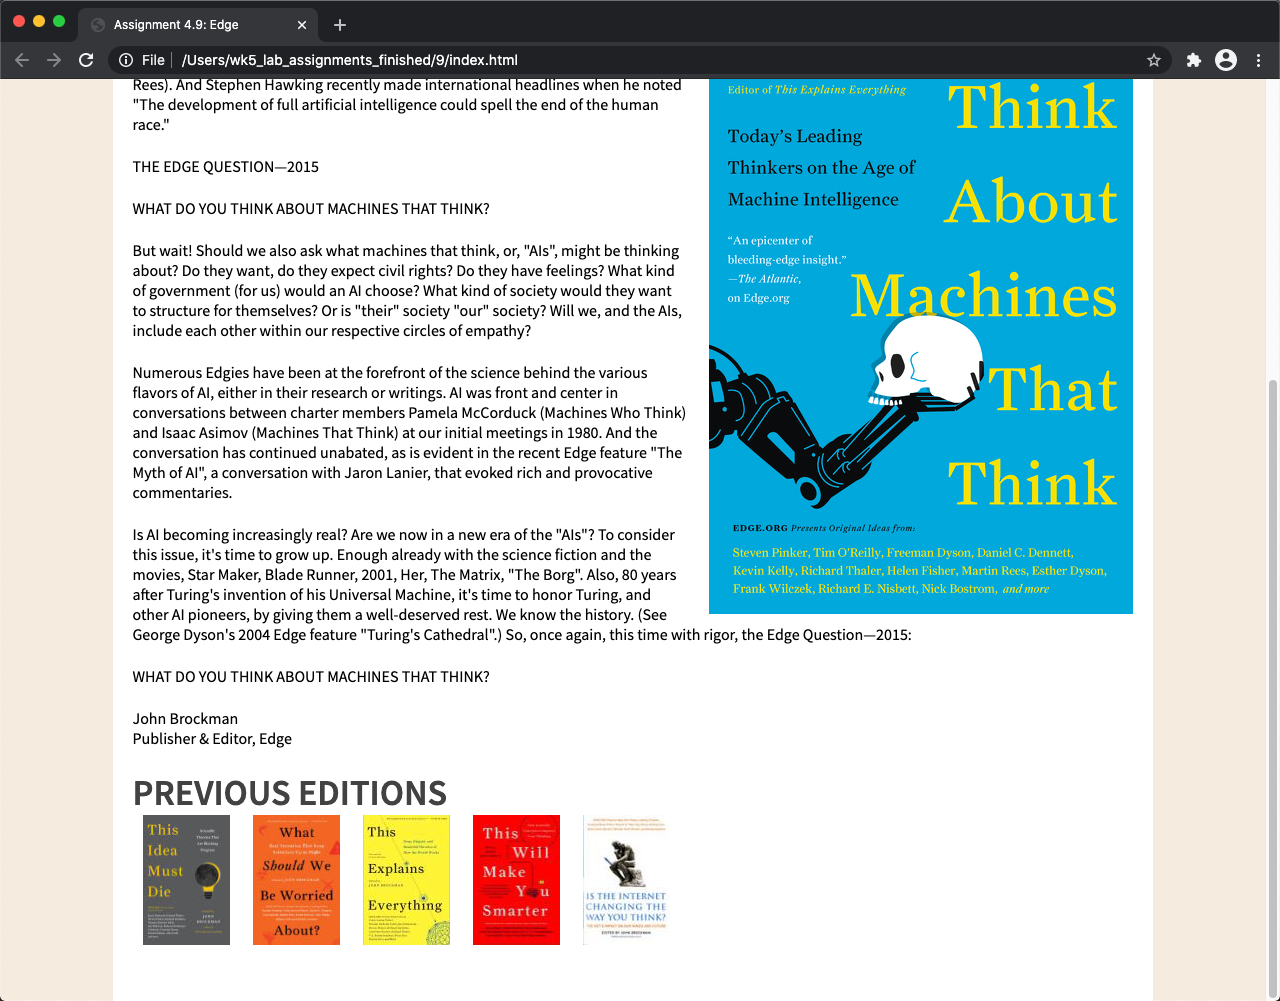 Assignment 4.9: Edge
File
/Users/wk5_lab_assignments_finished/9/index.html
Rees). And Stephen Hawking recently made international headlines when he noted
"The development of full artificial intelligence could spell the end of the human
race."
THE EDGE QUESTION—2015
WHAT DO YOU THINK ABOUT MACHINES THAT THINK?
But wait! Should we also ask what machines that think, or, "AIs", might be thinking
about? Do they want, do they expect civil rights? Do they have feelings? What kind
of government (for us) would an AI choose? What kind of society would they want
to structure for themselves? Or is "their" society "our" society? Will we, and the AIs,
include each other within our respective circles of empathy?
Numerous Edgies have been at the forefront of the science behind the various
flavors of AI, either in their research or writings. AI was front and center in
conversations between charter members Pamela McCorduck (Machines Who Think)
and Isaac Asimov (Machines That Think) at our initial meetings in 1980. And the
conversation has continued unabated, as is evident in the recent Edge feature "The
Myth of AI", a conversation with Jaron Lanier, that evoked rich and provocative
commentaries.
Is AI becoming increasingly real? Are we now in a new era of the "AIs"? To consider
this issue, it's time to grow up. Enough already with the science fiction and the
movies, Star Maker, Blade Runner, 2001, Her, The Matrix, "The Borg". Also, 80 years
after Turing's invention of his Universal Machine, it's time to honor Turing, and
other AI pioneers, by giving them a well-deserved rest. We know the history. (See
George Dyson's 2004 Edge feature "Turing's Cathedral".) So, once again, this time with rigor, the Edge Question—2015:
WHAT DO YOU THINK ABOUT MACHINES THAT THINK?
John Brockman
Publisher & Editor, Edge
Editor of This Explains Everything
Think
About
Machines
That
Think
Today's Leading
Thinkers on the Age of
Machine Intelligence
“An epicenter of
bleeding-edge insight.”
—The Atlantic,
on Edge.org
EDGE.ORG Presents Original Ideas from:
Steven Pinker, Tim O’Reilly, Freeman Dyson, Daniel C. Dennett,
Kevin Kelly, Richard Thaler, Helen Fisher, Martin Rees, Esther Dyson,
Frank Wilczek, Richard E. Nisbett, Nick Bostrom, and more
PREVIOUS EDITIONS
This
Idea
Must
Die
JOHN
BROCKMAN
What
Should We
Be Worried
About?
This
Explains
Everything
JOHN BROCKMAN
This
Will
Make
You
Smarter
IS THE INTERNET
CHANGING THE
WAY YOU THINK?